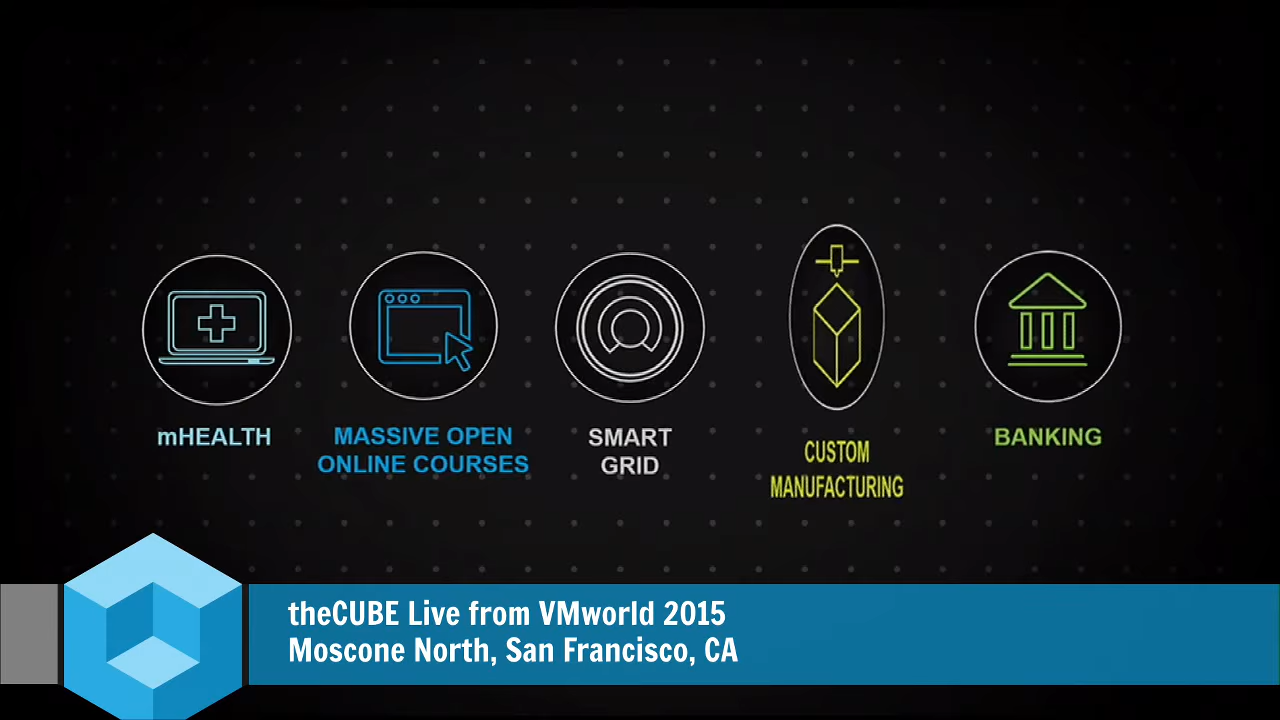 mHEALTH
MASSIVE OPEN
ONLINE COURSES
SMART
GRID
CUSTOM
MANUFACTURING
BANKING
theCUBE Live from VMworld 2015
Moscone North, San Francisco, CA